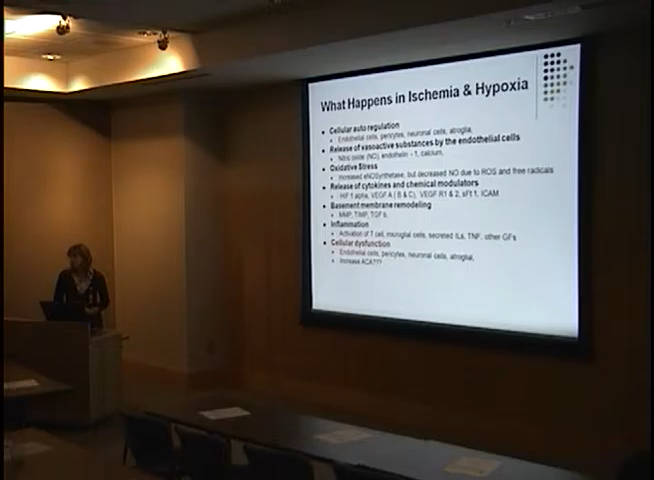 What Happens in Ischemia & Hypoxia
Cellular auto regulation
Endothelial cells, pericytes, neuronal cells, atroglia,
Release of vasoactive substances by the endothelial cells
Nitric oxide (NO), endothelin - 1, calcium,
Oxidative Stress
Increased eNOSynthetase, but decreased NO due to ROS and free radicals
Release of cytokines and chemical modulators
HIF 1 alpha, VEGF A ( B & C), VEGF R1 & 2, sFt 1, ICAM
Basement membrane remodeling
MMP, TIMP, TGF b,
Inflammation
Activation of T cell, microglial cells, secreted ILs, TNF, other GFs
Cellular dysfunction
Endothelial cells, pericytes, neuronal cells, atroglia,
Increase ACA???